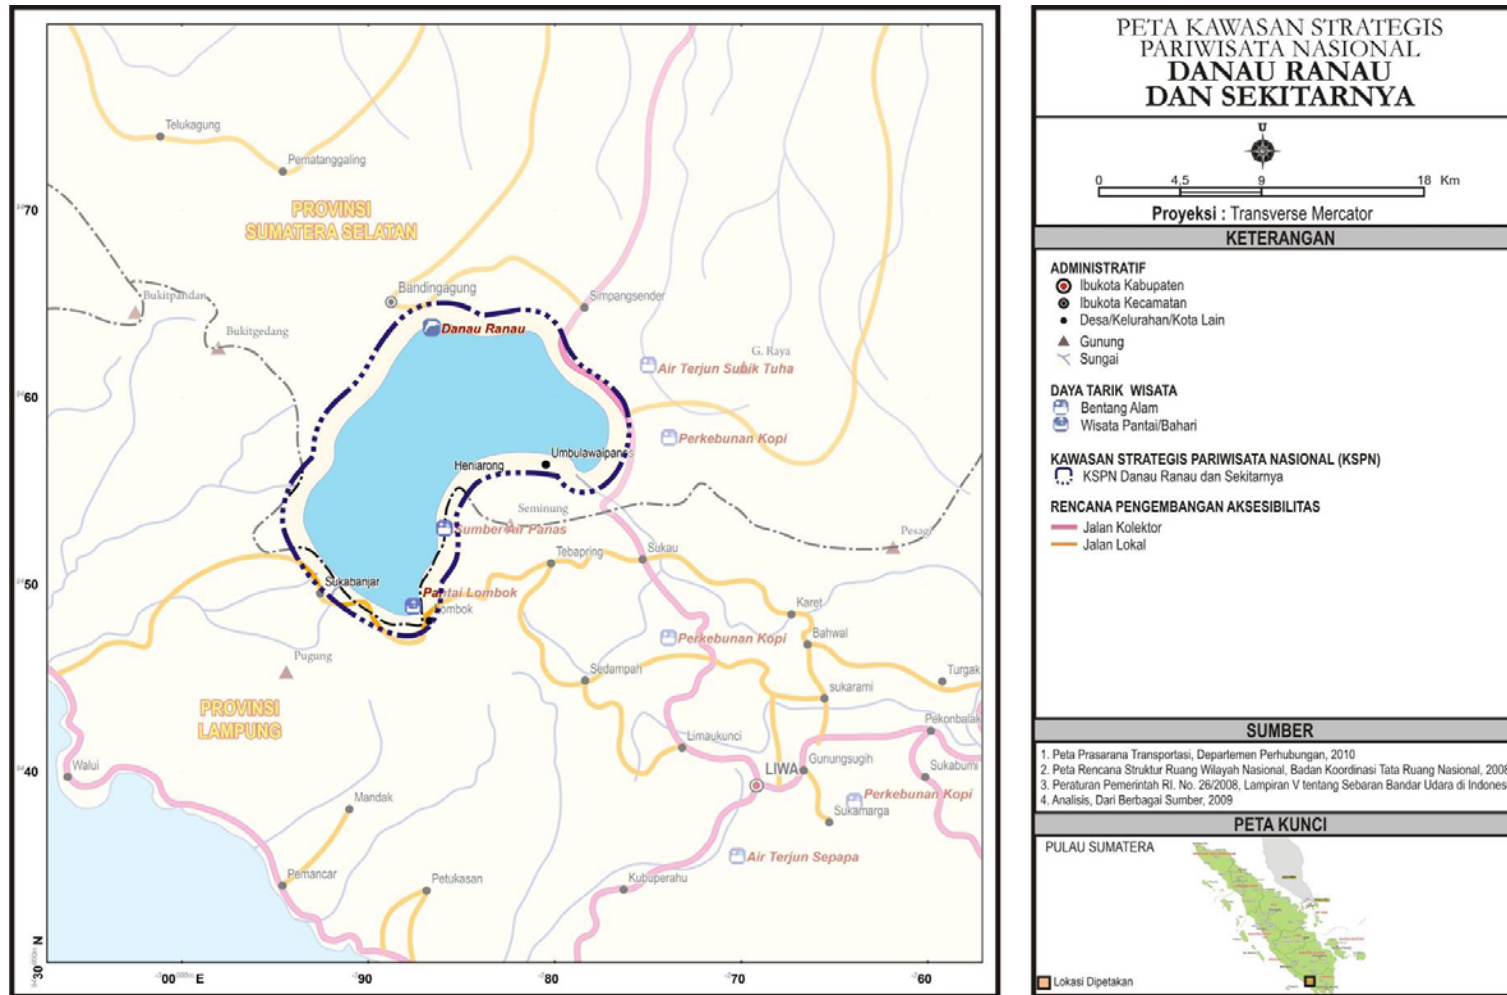 Telukagung
Pematanggaling
PROVINSI
SUMATERA SELATAN
70
Bukitpandan
Bandingagung
Simpangsender
Bukitgedang
Danau Ranau
G. Raya
Air Terjun Subik Tuha
60
Perkebunan Kopi
Umbulawaipanas
Heniarong
Seminung
Sumber Air Panas
Pesagi
Tebapring
Sukau
50
Sukabanjar
Pantai Lombok
Lombok
Karet
Bahwal
Perkebunan Kopi
Pugung
Sedampah
Turgak
sukarami
PROVINSI
LAMPUNG
Pekonbalak
Limaukunci
Gunungsugih
LIWA
40
Walui
Sukabumi
Mandak
Perkebunan Kopi
Sukamarga
Air Terjun Sepapa
Pemancar
Petukasan
Kubuperahu
30
N
00
E
90
80
70
60
PETA KAWASAN STRATEGIS
PARIWISATA NASIONAL
DANAU RANAU
DAN SEKITARNYA
U
0 4.5 9 18 Km
Proyeksi : Transverse Mercator
KETERANGAN
ADMINISTRATIF
Ibukota Kabupaten
Ibukota Kecamatan
Desa/Kelurahan/Kota Lain
Gunung
Sungai
DAYA TARIK WISATA
Bentang Alam
Wisata Pantai/Bahari
KAWASAN STRATEGIS PARIWISATA NASIONAL (KSPN)
KSPN Danau Ranau dan Sekitarnya
RENCANA PENGEMBANGAN AKSESIBILITAS
Jalan Kolektor
Jalan Lokal
SUMBER
1. Peta Prasarana Transportasi, Departemen Perhubungan, 2010
2. Peta Rencana Struktur Ruang Wilayah Nasional, Badan Koordinasi Tata Ruang Nasional, 2008
3. Peraturan Pemerintah RI. No. 26/2008, Lampiran V tentang Sebaran Bandar Udara di Indones
4. Analisis, Dari Berbagai Sumber, 2009
PETA KUNCI
PULAU SUMATERA
Lokasi Dipetakan